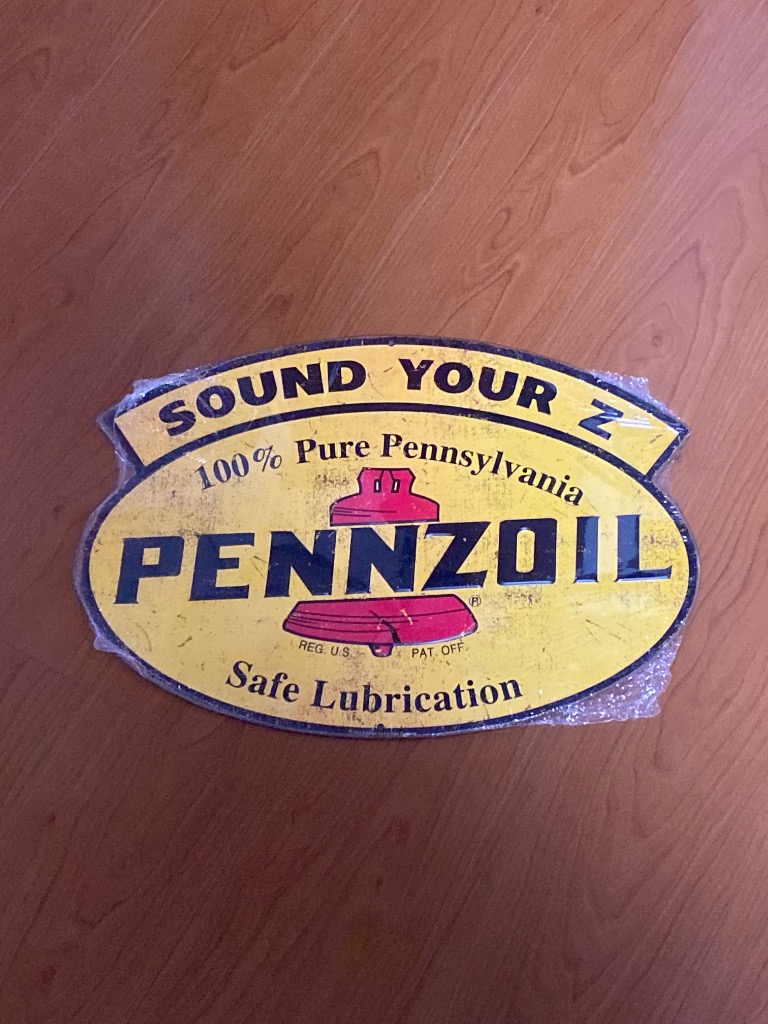 SOUND YOUR Z
100% Pure Pennsylvania
PENNZOIL
®
REG. U.S. PAT. OFF.
Safe Lubrication